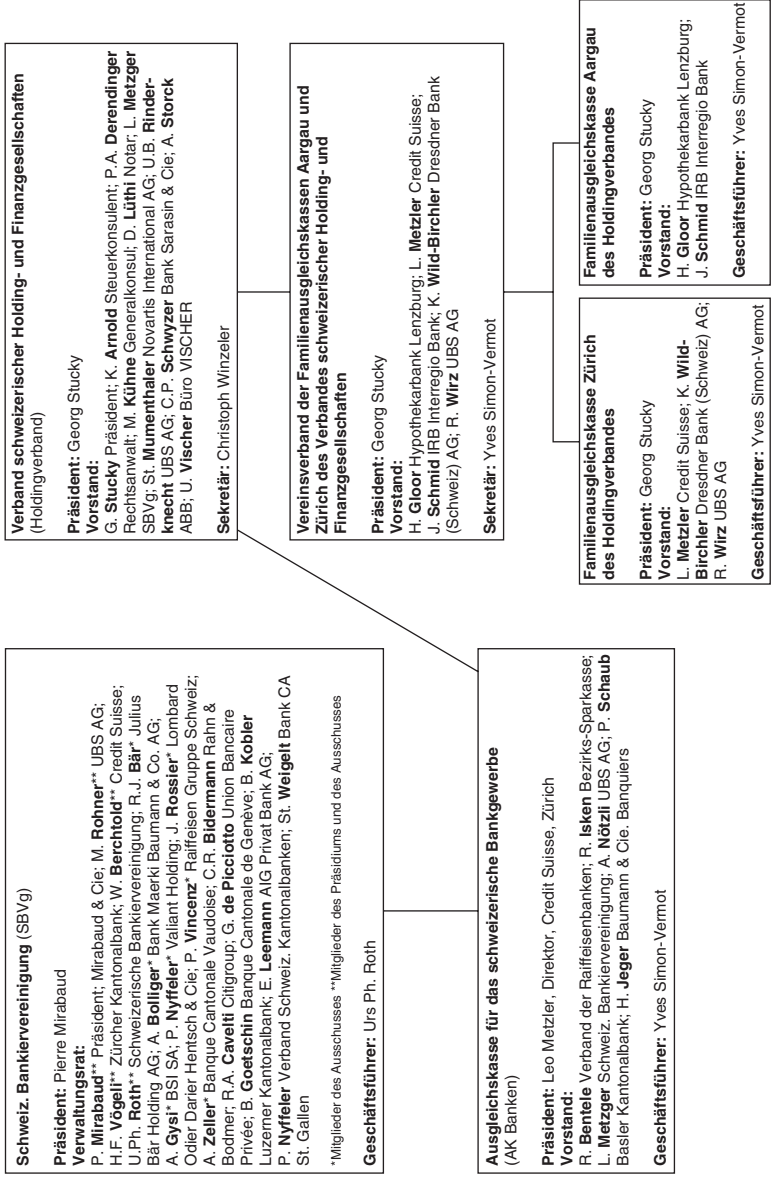 Schweiz. Bankiervereinigung (SBVg)
Präsident: Pierre Mirabaud
Verwaltungsrat:
P. Mirabaud** Präsident; Mirabaud & Cie; M. Rohner** UBS AG;
H.F. Vögeli** Zürcher Kantonalbank; W. Berchtold** Credit Suisse;
U.Ph. Roth** Schweizerische Bankiervereinigung; R.J. Bär* Julius
Bär Holding AG; A. Bolliger* Bank Maerki Baumann & Co. AG;
A. Gysi* BSI SA; P. Nyffeler* Valiant Holding; J. Rossier* Lombard
Odier Darier Hentsch & Cie; P. Vincenz* Raiffeisen Gruppe Schweiz;
A. Zeller* Banque Cantonale Vaudoise; C.R. Bidermann Rahn &
Bodmer; R.A. Cavelti Citigroup; G. de Picciotto Union Bancaire
Privée; B. Goetschin Banque Cantonale de Genève; B. Kobler
Luzerner Kantonalbank; E. Leemann AIG Privat Bank AG;
P. Nyffeler Verband Schweiz. Kantonalbanken; St. Weigelt Bank CA
St. Gallen
*Mitglieder des Ausschusses **Mitglieder des Präsidiums und des Ausschusses
Geschäftsführer: Urs Ph. Roth
Verband schweizerischer Holding- und Finanzgesellschaften
(Holdingverband)
Präsident: Georg Stucky
Vorstand:
G. Stucky Präsident; K. Arnold Steuerkonsulent; P.A. Derendinger
Rechtsanwalt; M. Kühne Generalkonsul; D. Lüthi Notar; L. Metzger
SBVg; St. Mumenthaler Novartis International AG; U.B. Rinder-
knecht UBS AG; C.P. Schwyzer Bank Sarasin & Cie; A. Storck
ABB; U. Vischer Büro VISCHER
Sekretär: Christoph Winzeler
Ausgleichskasse für das schweizerische Bankgewerbe
(AK Banken)
Präsident: Leo Metzler, Direktor, Credit Suisse, Zürich
Vorstand:
R. Bentele Verband der Raiffeisenbanken; R. Isken Bezirks-Sparkasse;
L. Metzger Schweiz. Bankiervereinigung; A. Nötzli UBS AG; P. Schaub
Basler Kantonalbank; H. Jeger Baumann & Cie. Banquiers
Geschäftsführer: Yves Simon-Vermot
Vereinsverband der Familienausgleichskassen Aargau und
Zürich des Verbandes schweizerischer Holding- und
Finanzgesellschaften
Präsident: Georg Stucky
Vorstand:
H. Gloor Hypothekarbank Lenzburg; L. Metzler Credit Suisse;
J. Schmid IRB Interregio Bank; K. Wild-Birchler Dresdner Bank
(Schweiz) AG; R. Wirz UBS AG
Sekretär: Yves Simon-Vermot
Familienausgleichskasse Zürich
des Holdingverbandes
Präsident: Georg Stucky
Vorstand:
L. Metzler Credit Suisse; K. Wild-
Birchler Dresdner Bank (Schweiz) AG;
R. Wirz UBS AG
Geschäftsführer: Yves Simon-Vermot
Familienausgleichskasse Aargau
des Holdingverbandes
Präsident: Georg Stucky
Vorstand:
H. Gloor Hypothekarbank Lenzburg;
J. Schmid IRB Interregio Bank
Geschäftsführer: Yves Simon-Vermot